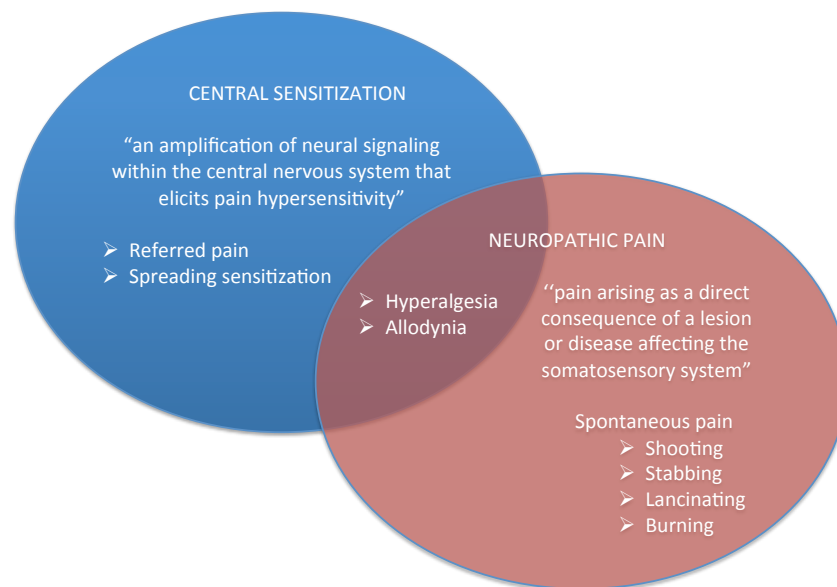 CENTRAL SENSITIZATION
“an amplification of neural signaling
within the central nervous system that
elicits pain hypersensitivity”
➢ Referred pain
➢ Spreading sensitization
➢ Hyperalgesia
➢ Allodynia
NEUROPATHIC PAIN
‘‘pain arising as a direct
consequence of a lesion
or disease affecting the
somatosensory system”
Spontaneous pain
➢ Shooting
➢ Stabbing
➢ Lancinating
➢ Burning